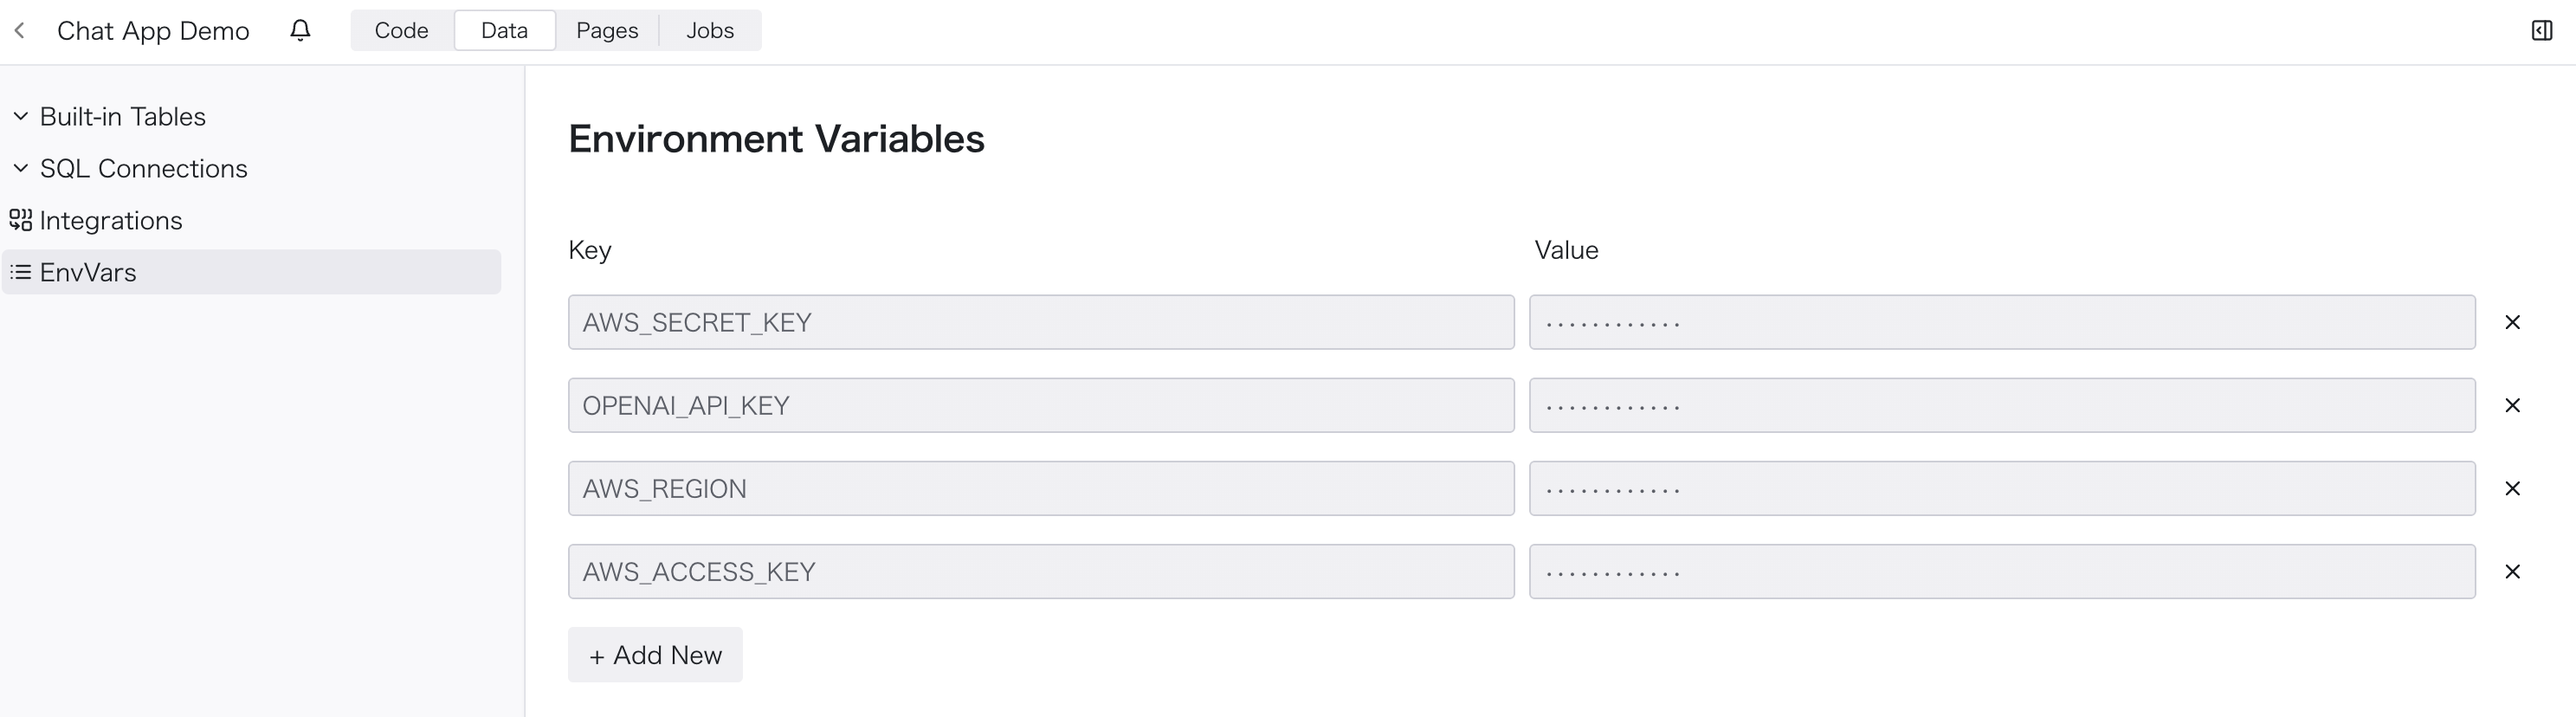 Chat App Demo Code Data Pages Jobs
Built-in Tables
SQL Connections
Integrations
EnvVars
Environment Variables
Key Value
AWS_SECRET_KEY ············
OPENAI_API_KEY ············
AWS_REGION ············
AWS_ACCESS_KEY ············
+ Add New